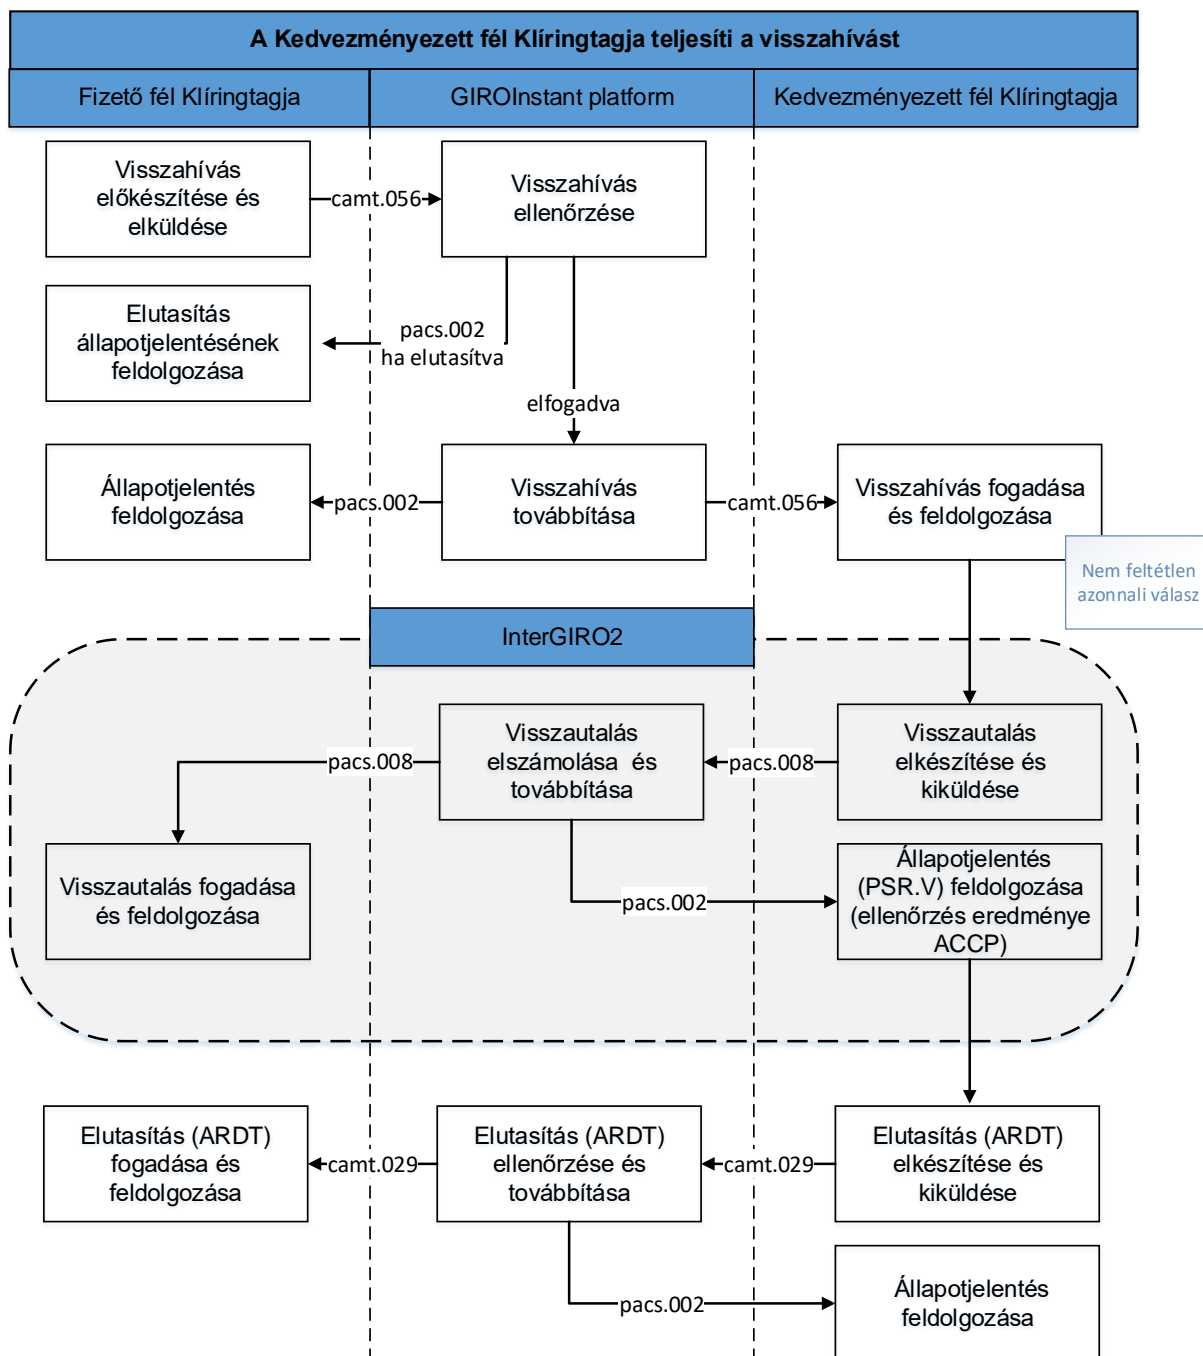 A Kedvezményezett fél Klíringtagja teljesíti a visszahívást
Fizető fél Klíringtagja
GIROInstant platform
Kedvezményezett fél Klíringtagja
Visszahívás
előkészítése és
elküldése
camt.056
Visszahívás
ellenőrzése
Elutasítás
állapotjelentésének
feldolgozása
pacs.002
ha elutasítva
elfogadva
Állapotjelentés
feldolgozása
pacs.002
Visszahívás
továbbítása
camt.056
Visszahívás fogadása
és feldolgozása
Nem feltétlen
azonnali válasz
InterGIRO2
Visszautalás
elszámolása és
továbbítása
pacs.008
pacs.008
Visszautalás
elkészítése és
kiküldése
Visszautalás fogadása
és feldolgozása
pacs.002
Állapotjelentés
(PSR.V) feldolgozása
(ellenőrzés eredménye
ACCP)
Elutasítás (ARDT)
fogadása és
feldolgozása
camt.029
Elutasítás (ARDT)
ellenőrzése és
továbbítása
camt.029
Elutasítás (ARDT)
elkészítése és
kiküldése
pacs.002
Állapotjelentés
feldolgozása